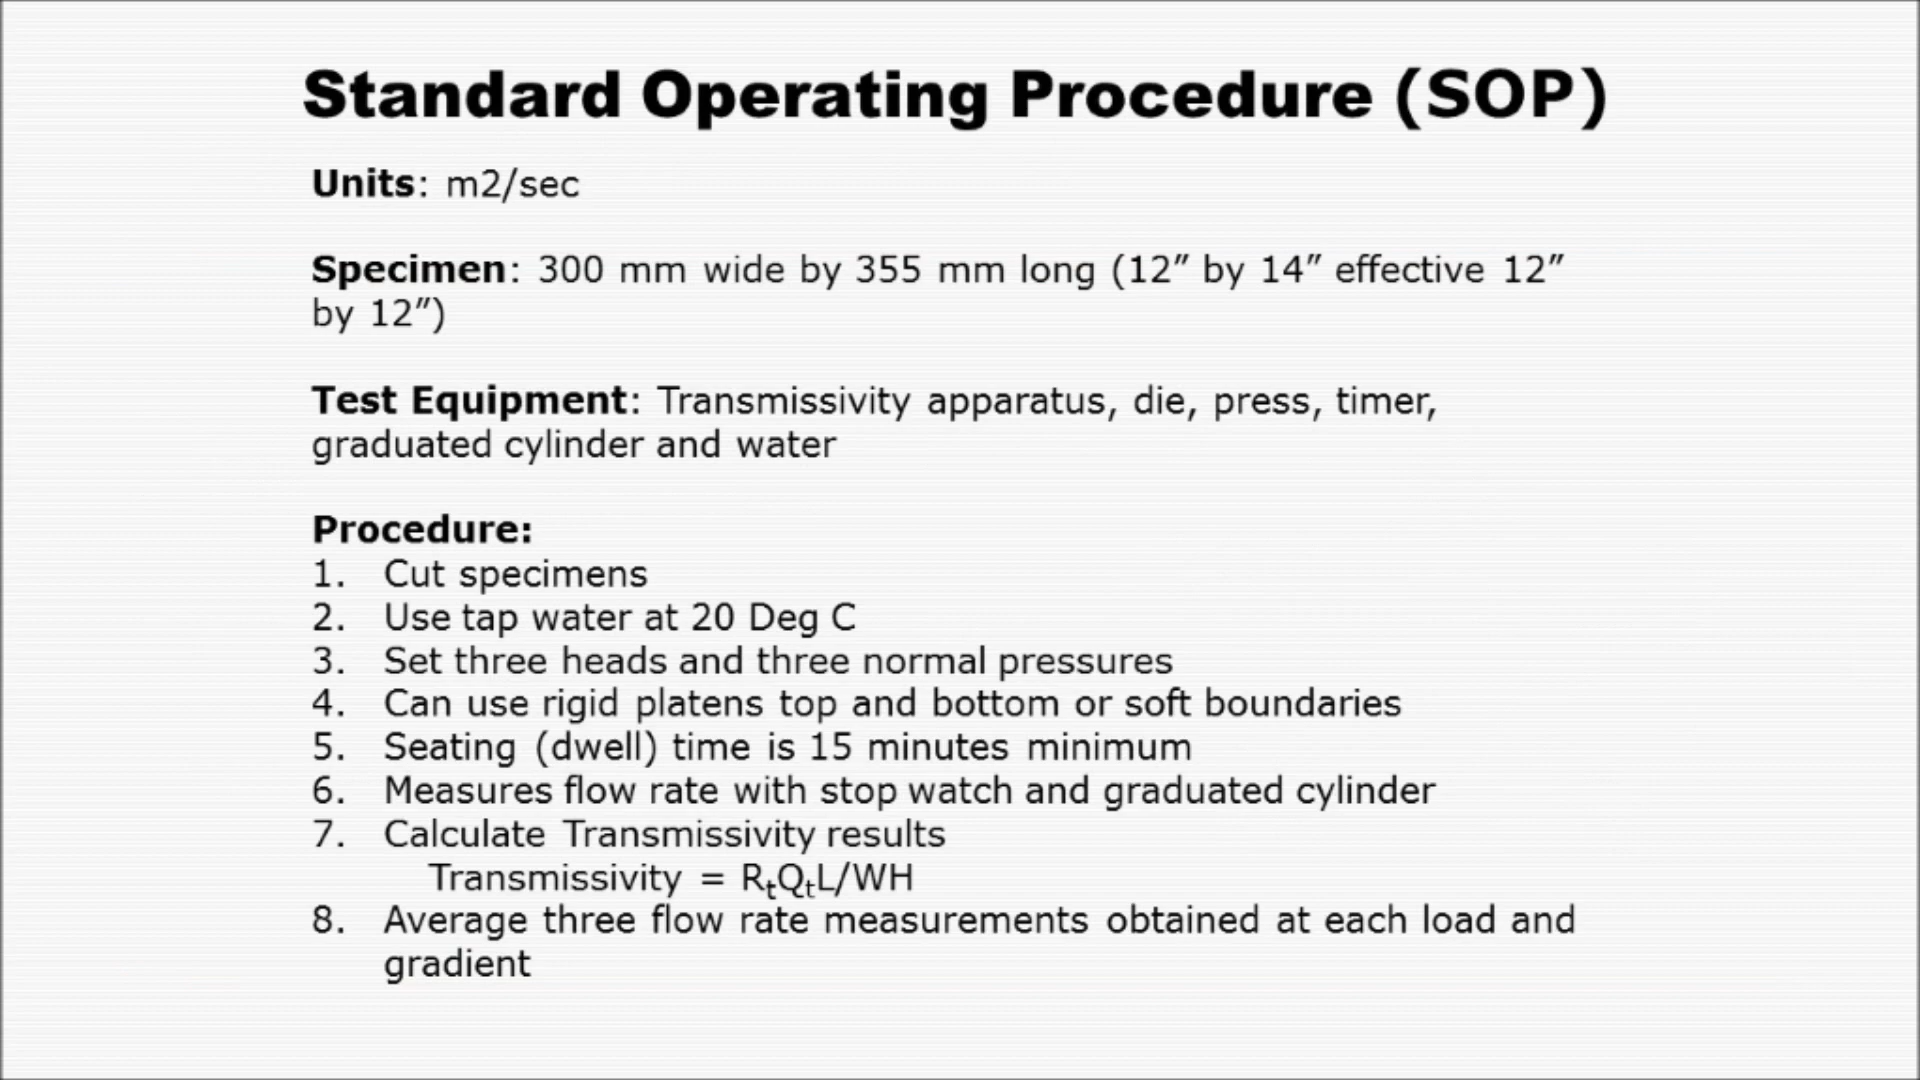 Standard Operating Procedure (SOP)
Units: m2/sec
Specimen: 300 mm wide by 355 mm long (12” by 14” effective 12”
by 12”)
Test Equipment: Transmissivity apparatus, die, press, timer,
graduated cylinder and water
Procedure:
1. Cut specimens
2. Use tap water at 20 Deg C
3. Set three heads and three normal pressures
4. Can use rigid platens top and bottom or soft boundaries
5. Seating (dwell) time is 15 minutes minimum
6. Measures flow rate with stop watch and graduated cylinder
7. Calculate Transmissivity results
Transmissivity = RₜQₜL/WH
8. Average three flow rate measurements obtained at each load and
gradient